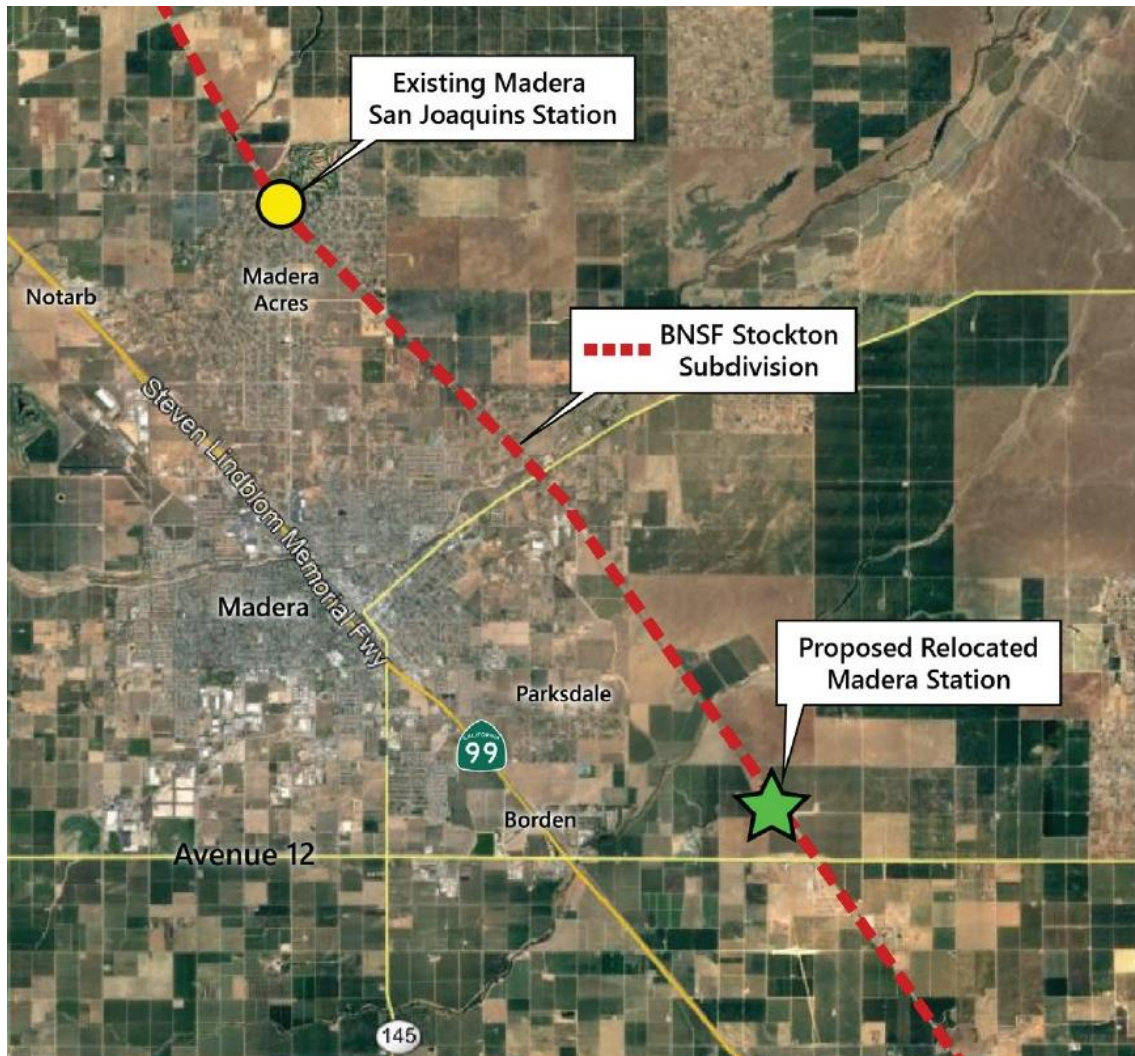 Existing Madera
San Joaquins Station
Madera
Acres
Notarb
BNSF Stockton
Subdivision
Steven Lindblom Memorial Fwy
Madera
Proposed Relocated
Madera Station
Parksdale
CALIFORNIA
99
Borden
Avenue 12
145